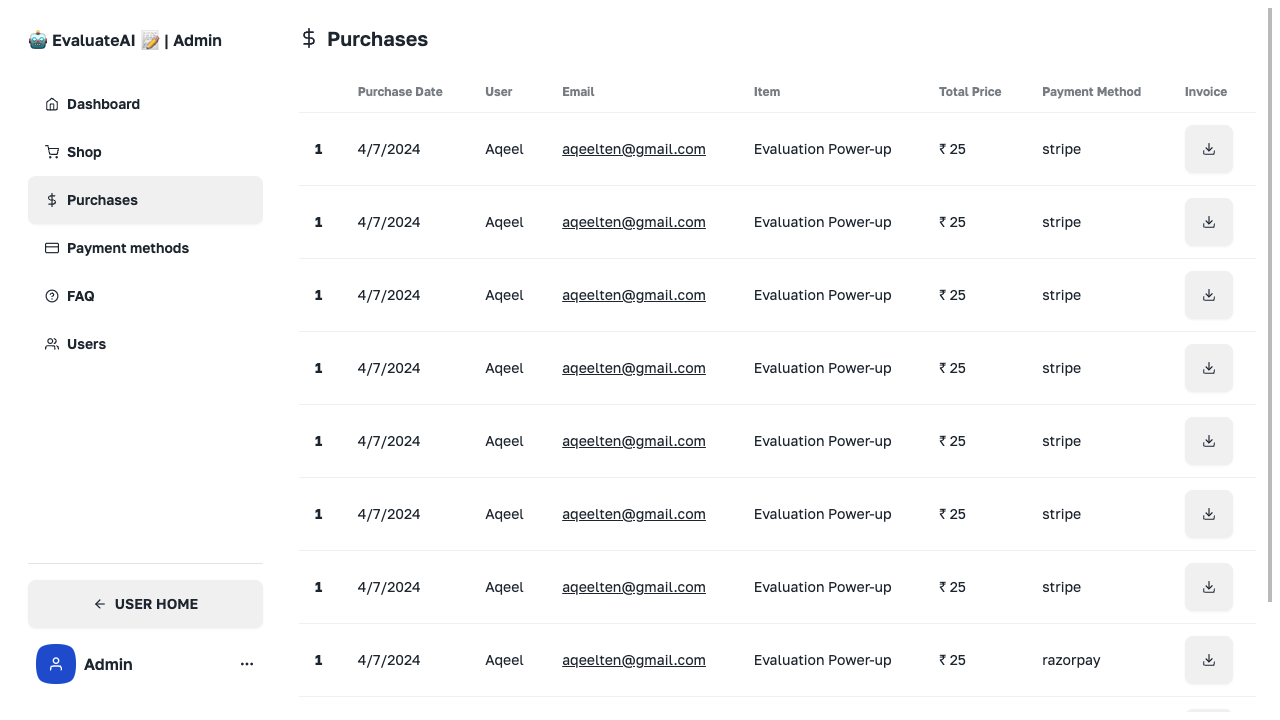 EvaluateAI | Admin
Dashboard
Shop
Purchases
Payment methods
FAQ
Users
USER HOME
Admin
Purchases
Purchase Date User Email Item Total Price Payment Method Invoice
1 4/7/2024 Aqeel aqeelten@gmail.com Evaluation Power-up ₹ 25 stripe
1 4/7/2024 Aqeel aqeelten@gmail.com Evaluation Power-up ₹ 25 stripe
1 4/7/2024 Aqeel aqeelten@gmail.com Evaluation Power-up ₹ 25 stripe
1 4/7/2024 Aqeel aqeelten@gmail.com Evaluation Power-up ₹ 25 stripe
1 4/7/2024 Aqeel aqeelten@gmail.com Evaluation Power-up ₹ 25 stripe
1 4/7/2024 Aqeel aqeelten@gmail.com Evaluation Power-up ₹ 25 stripe
1 4/7/2024 Aqeel aqeelten@gmail.com Evaluation Power-up ₹ 25 stripe
1 4/7/2024 Aqeel aqeelten@gmail.com Evaluation Power-up ₹ 25 razorpay